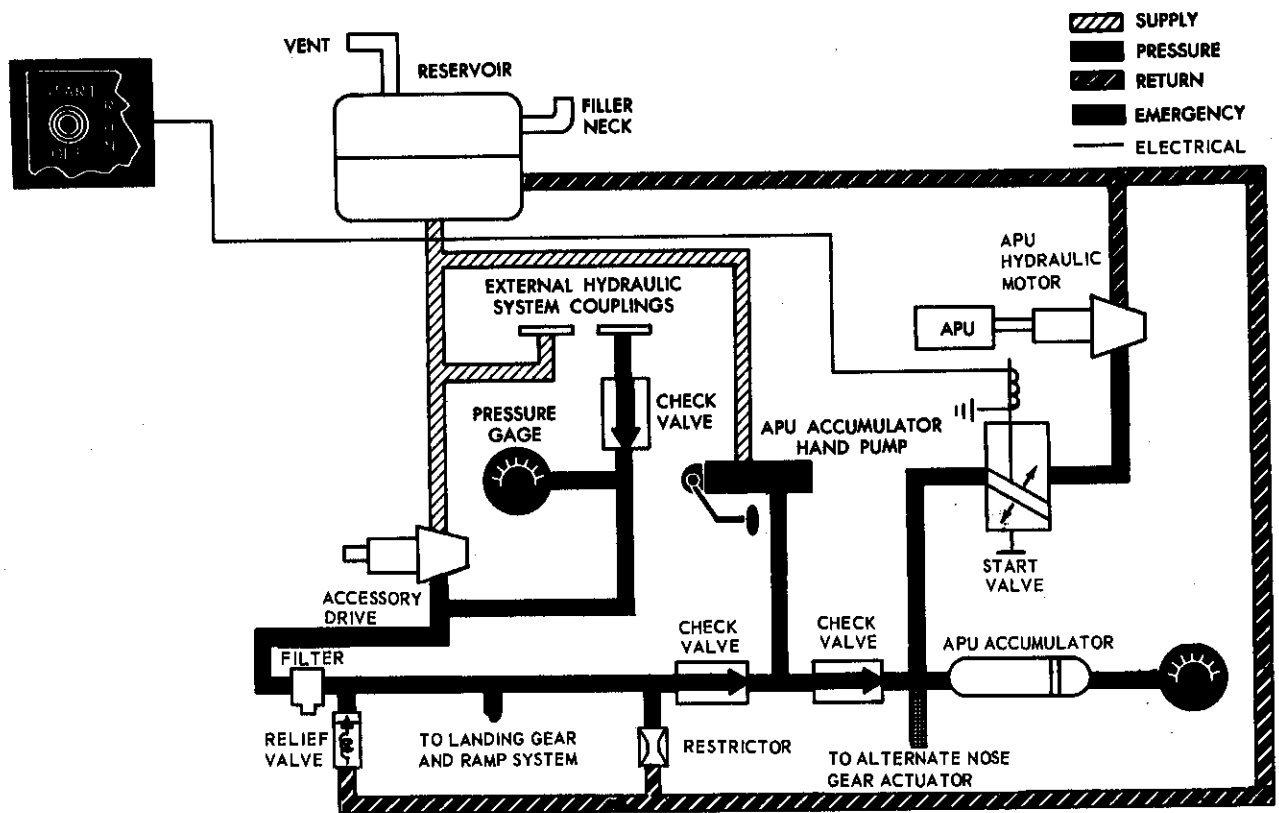 VENT
RESERVOIR
FILLER
NECK
SUPPLY
PRESSURE
RETURN
EMERGENCY
ELECTRICAL
START
EXTERNAL HYDRAULIC
SYSTEM COUPLINGS
APU
HYDRAULIC
MOTOR
APU
PRESSURE
GAGE
CHECK
VALVE
APU ACCUMULATOR
HAND PUMP
START
VALVE
ACCESSORY
DRIVE
FILTER
CHECK
VALVE
CHECK
VALVE
APU ACCUMULATOR
RELIEF
VALVE
TO LANDING GEAR
AND RAMP SYSTEM
RESTRICTOR
TO ALTERNATE NOSE
GEAR ACTUATOR